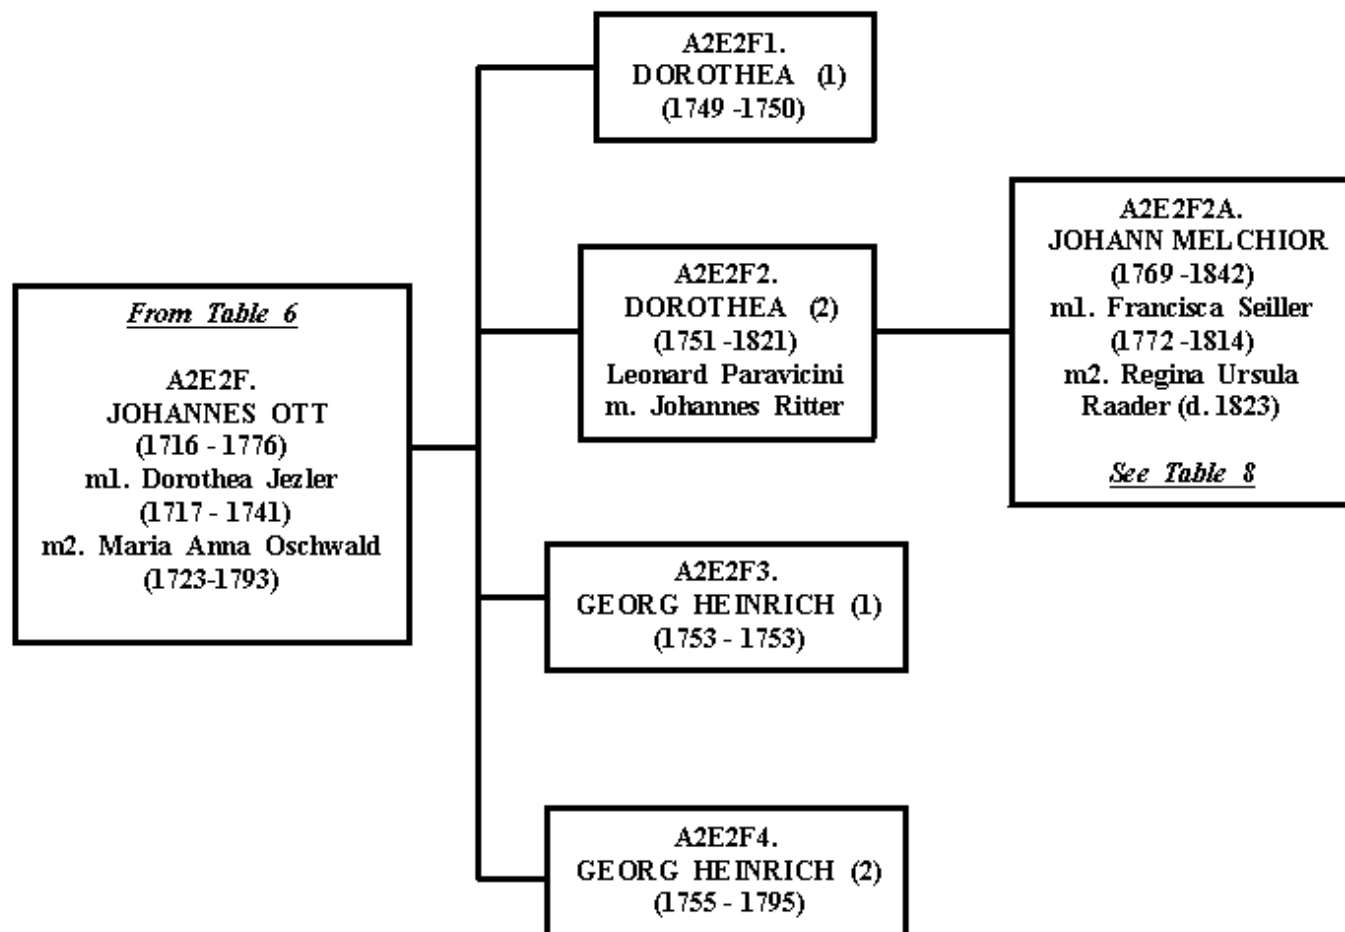 From Table 6
A2E2F.
JOHANNES OTT
(1716 - 1776)
m1. Dorothea Jezler
(1717 - 1741)
m2. Maria Anna Oschwald
(1723-1793)
A2E2F1.
DOROTHEA (1)
(1749 -1750)
A2E2F2.
DOROTHEA (2)
(1751 -1821)
Leonard Paravicini
m. Johannes Ritter
A2E2F2A.
JOHANN MELCHIOR
(1769 -1842)
m1. Francisca Seiller
(1772 -1814)
m2. Regina Ursula
Raader (d. 1823)
See Table 8
A2E2F3.
GEORG HEINRICH (1)
(1753 - 1753)
A2E2F4.
GEORG HEINRICH (2)
(1755 - 1795)